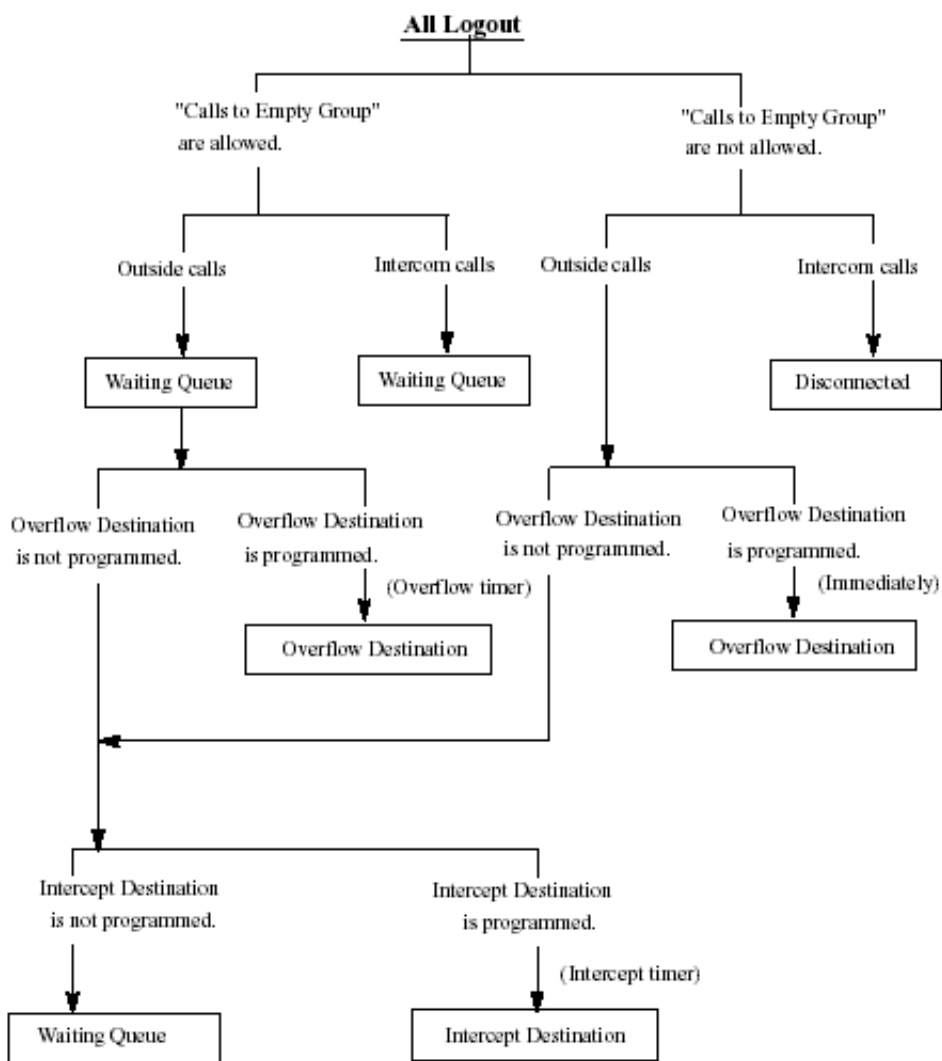 All Logout
"Calls to Empty Group"
are allowed.
"Calls to Empty Group"
are not allowed.
Outside calls
Intercom calls
Outside calls
Intercom calls
Waiting Queue
Waiting Queue
Disconnected
Overflow Destination
is not programmed.
Overflow Destination
is programmed.
(Overflow timer)
Overflow Destination
Overflow Destination
is not programmed.
Overflow Destination
is programmed.
(Immediately)
Overflow Destination
Intercept Destination
is not programmed.
Intercept Destination
is programmed.
(Intercept timer)
Waiting Queue
Intercept Destination